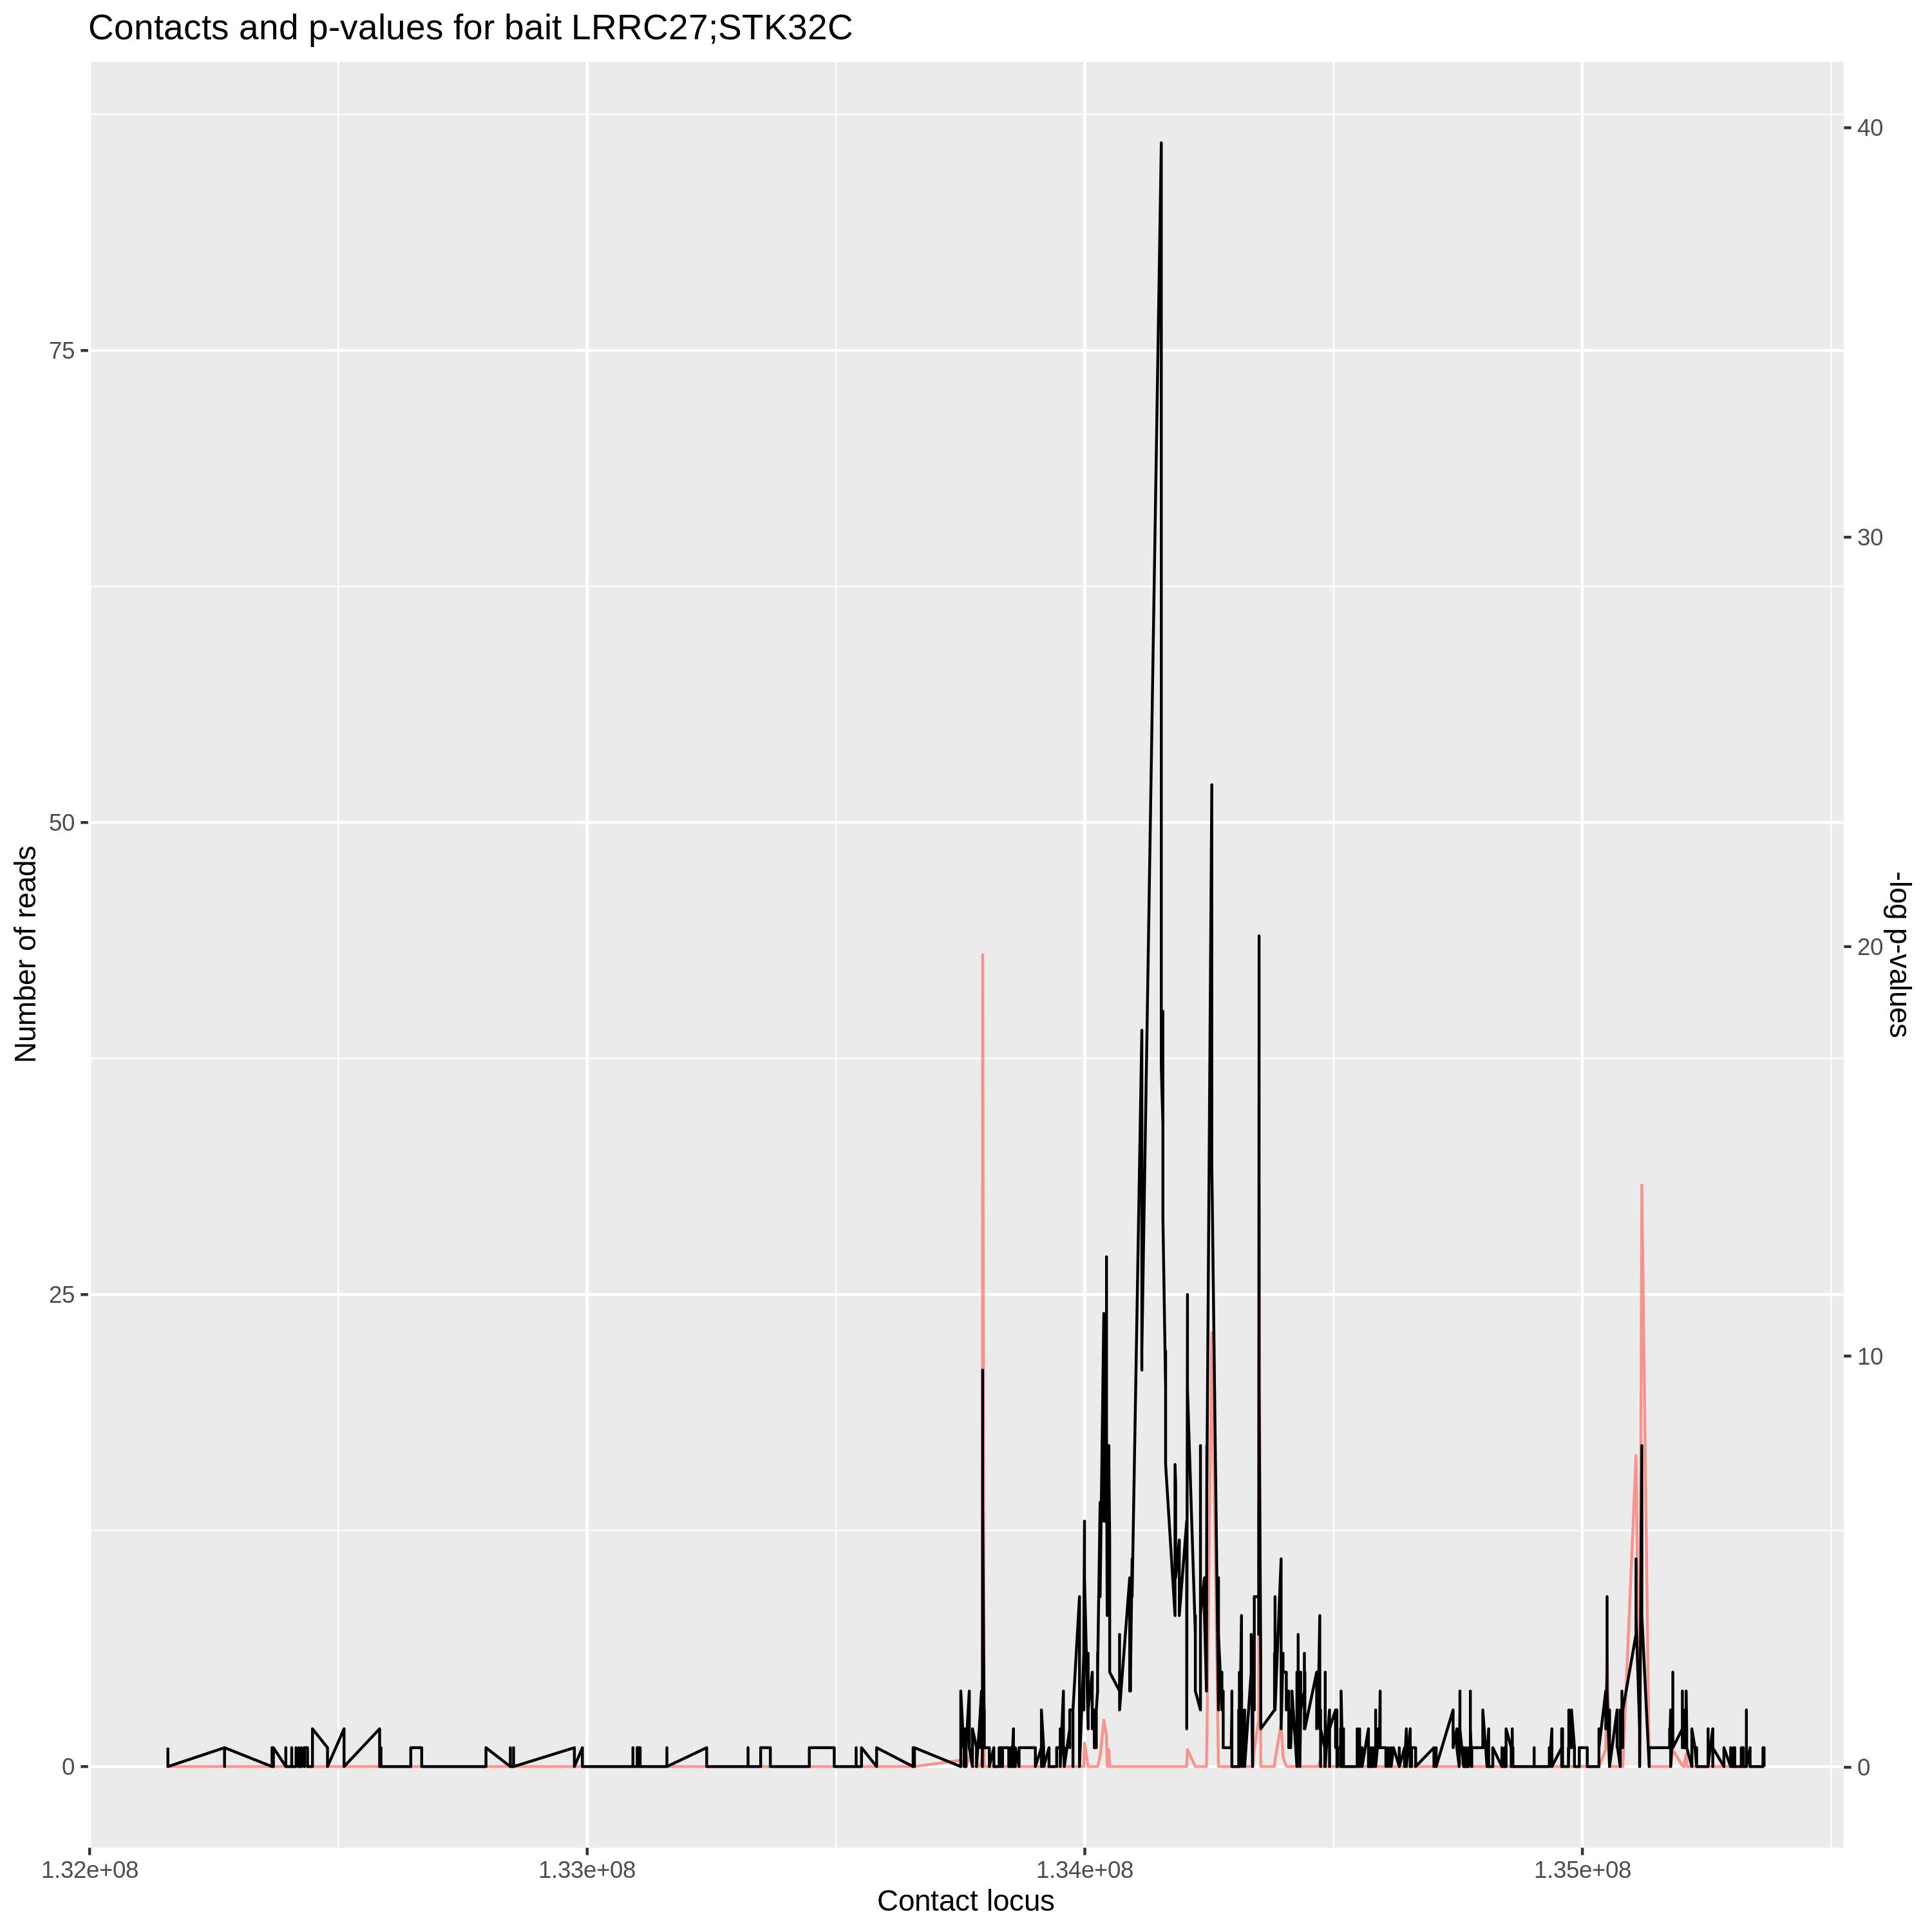 Contacts and p-values for bait LRRC27;STK32C
40
75
30
50
Number of reads
-log p-values
20
25
10
0
0
1.32e+08
1.33e+08
1.34e+08
1.35e+08
Contact locus